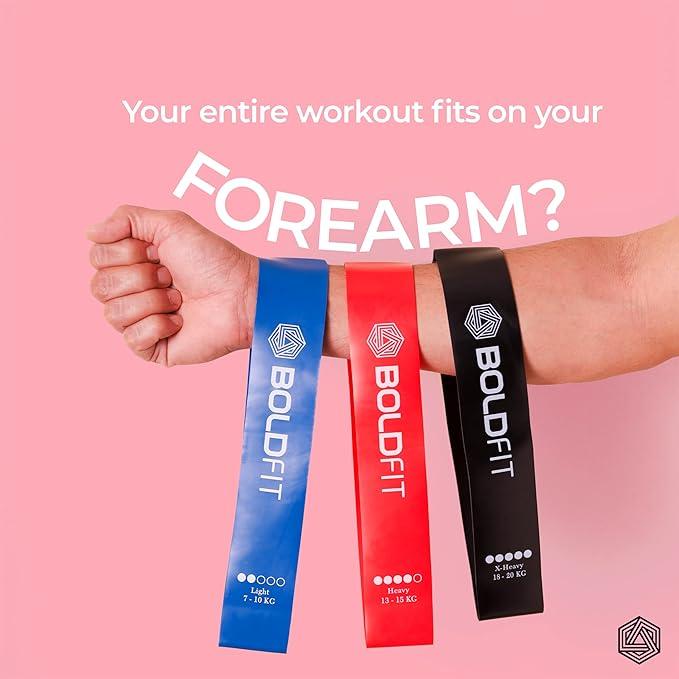 Your entire workout fits on your
FOREARM?
BOLDFIT
Light
7 - 10 KG
BOLDFIT
Heavy
13 - 15 KG
BOLDFIT
X-Heavy
18 - 20 KG